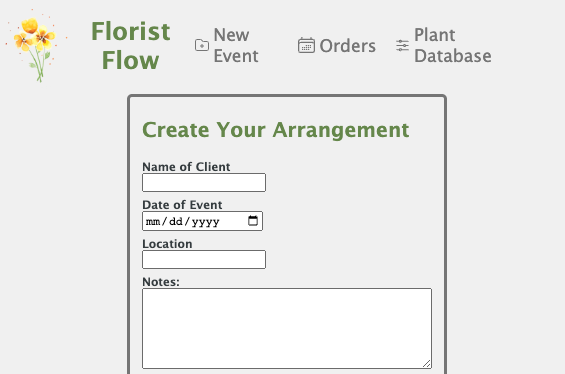 Florist
Flow
New
Event
Orders
Plant
Database
Create Your Arrangement
Name of Client
Date of Event
mm/dd/yyyy
Location
Notes: